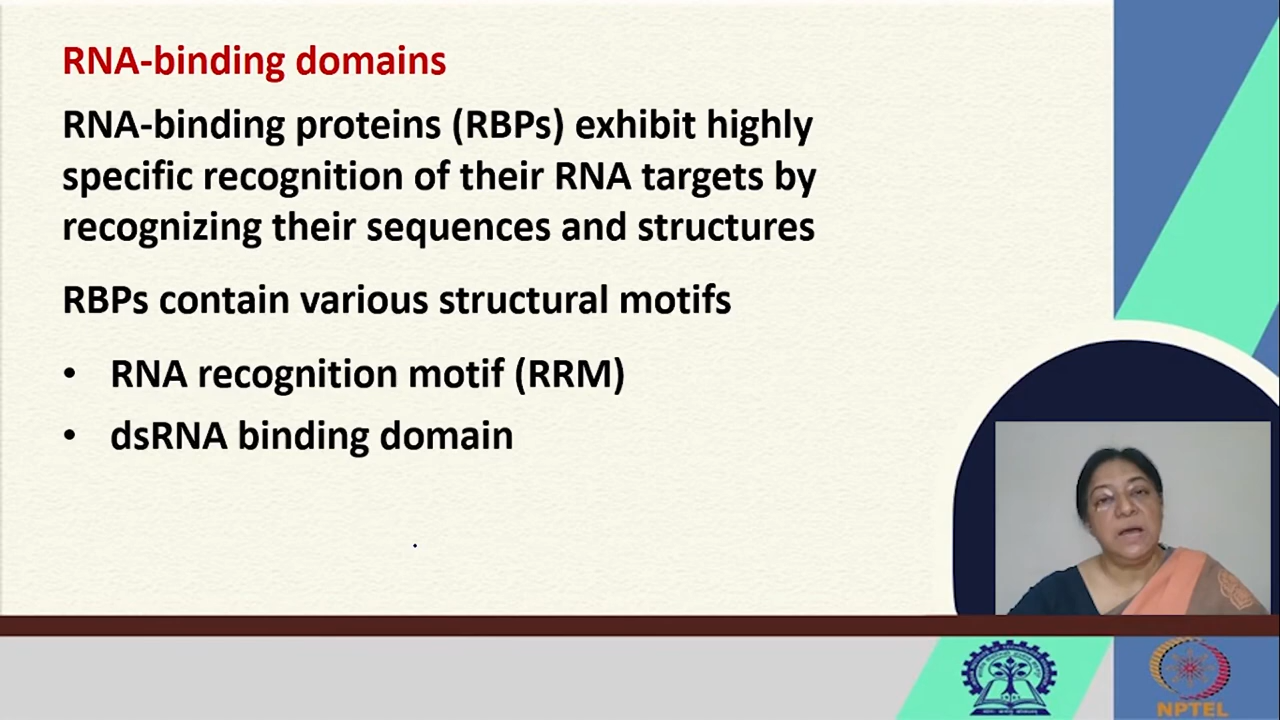 RNA-binding domains
RNA-binding proteins (RBPs) exhibit highly
specific recognition of their RNA targets by
recognizing their sequences and structures
RBPs contain various structural motifs
• RNA recognition motif (RRM)
• dsRNA binding domain
NPTEL